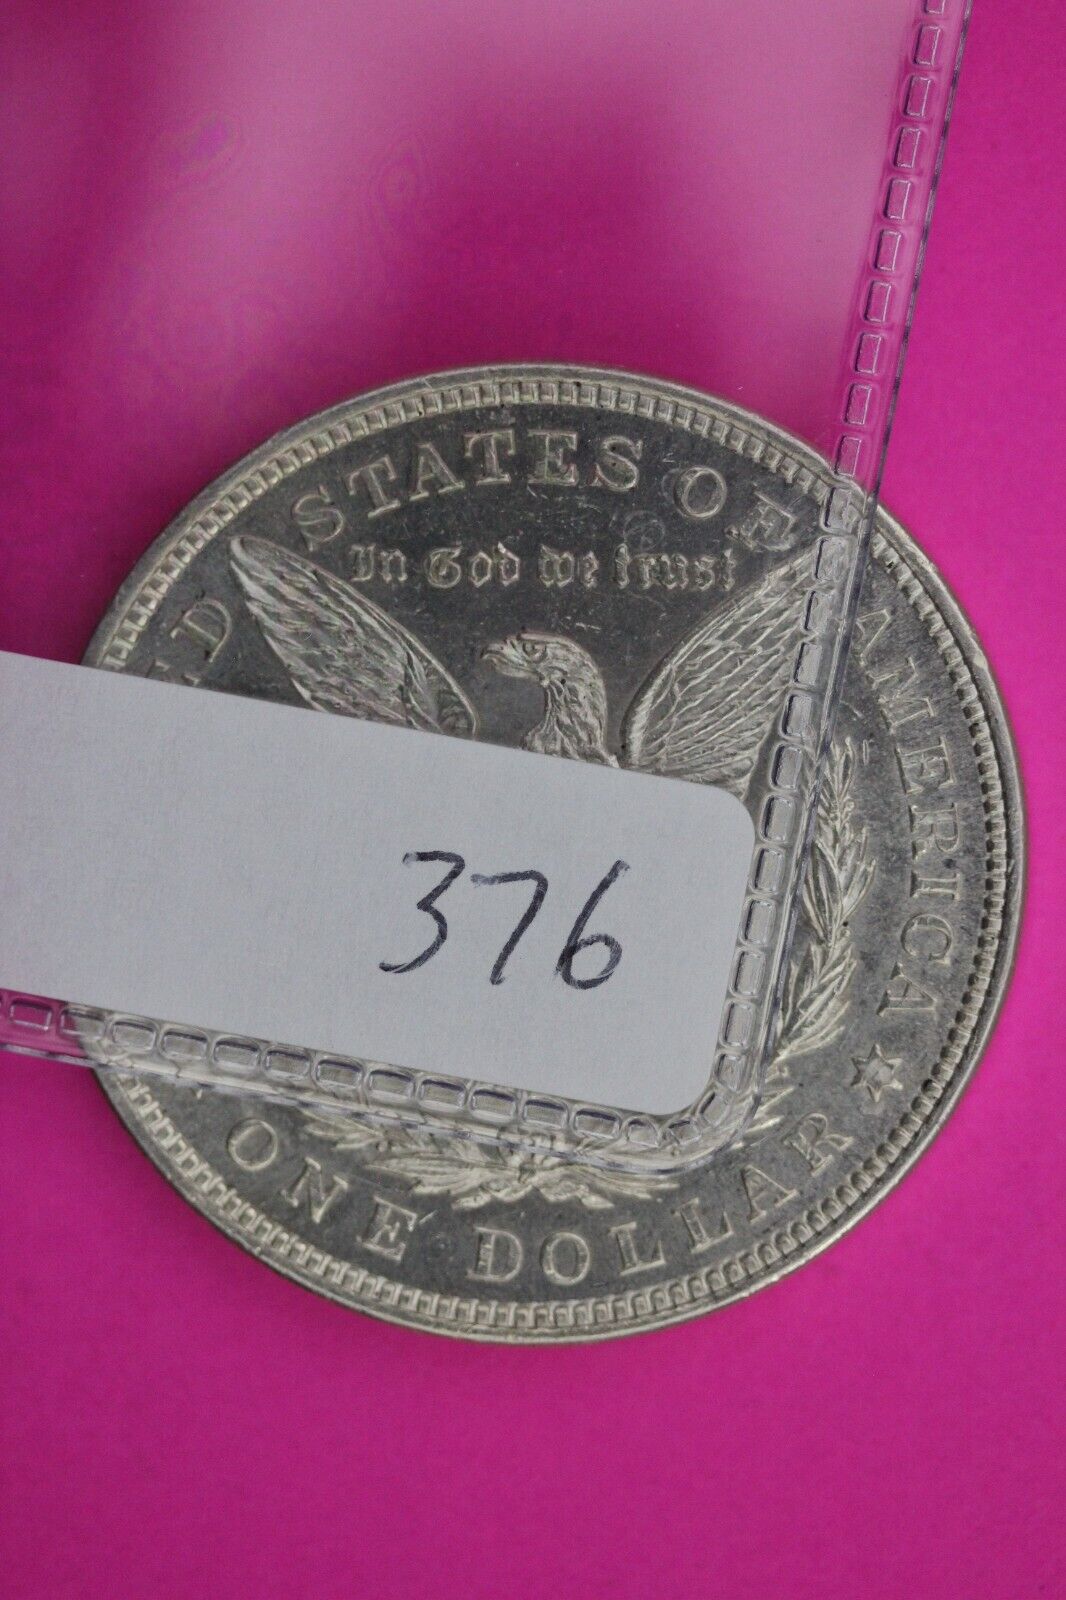 STATES OF
In God we trust
AMERICA
376
ONE DOLLAR